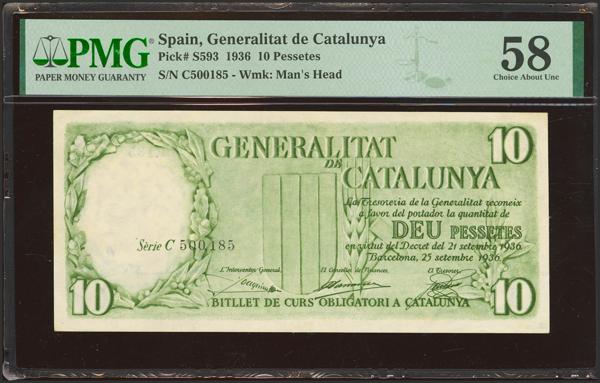 PMG
PAPER MONEY GUARANTY
Spain, Generalitat de Catalunya
Pick# S593 1936 10 Pessetes
S/N C500185 - Wmk: Man's Head
58
Choice About Unc
GENERALITAT
DE
CATALUNYA
10
La Tresoreria de la Generalitat reconeix
a favor del portador la quantitat de
DEU PESSETES
en virtut del Decret del 21 setembre 1936
Barcelona, 25 setembre 1936
Sèrie C 500,185
L'Interventor General, El Conseller de Finances, El Tresorer,
10
BITLLET DE CURS OBLIGATORI A CATALUNYA
10